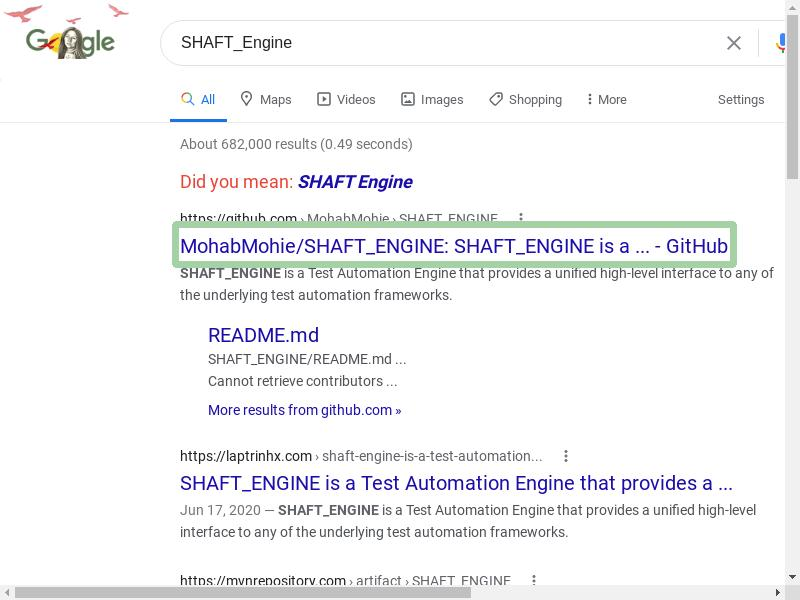 Google
SHAFT_Engine
All Maps Videos Images Shopping More Settings
About 682,000 results (0.49 seconds)
Did you mean: SHAFT Engine
https://github.com › MohabMohie › SHAFT_ENGINE
MohabMohie/SHAFT_ENGINE: SHAFT_ENGINE is a ... - GitHub
SHAFT_ENGINE is a Test Automation Engine that provides a unified high-level interface to any of
the underlying test automation frameworks.
README.md
SHAFT_ENGINE/README.md ...
Cannot retrieve contributors ...
More results from github.com »
https://laptrinhx.com › shaft-engine-is-a-test-automation...
SHAFT_ENGINE is a Test Automation Engine that provides a ...
Jun 17, 2020 — SHAFT_ENGINE is a Test Automation Engine that provides a unified high-level
interface to any of the underlying test automation frameworks.
https://mvnrepository.com › artifact › SHAFT_ENGINE